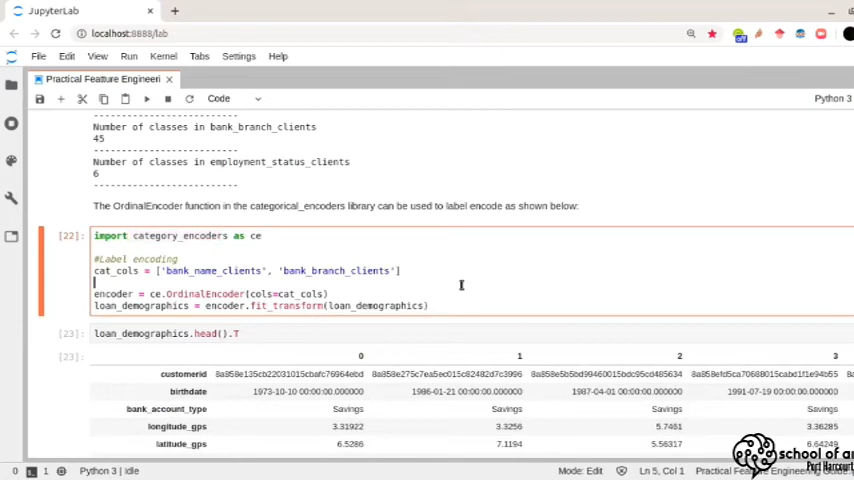 JupyterLab
localhost:8888/lab
off
File Edit View Run Kernel Tabs Settings Help
Practical Featture Engineeri
Code
Python 3
-------------------------
Number of classes in bank_branch_clients
45
-------------------------
Number of classes in employment_status_clients
6
-------------------------
The OrdinalEncoder function in the categorical_encoders library can be used to label encode as shown below:
[22]:
import category_encoders as ce
#Label encoding
cat_cols = ['bank_name_clients', 'bank_branch_clients']
encoder = ce.OrdinalEncoder(cols=cat_cols)
loan_demographics = encoder.fit_transform(loan_demographics)
[23]: loan_demographics.head().T
[23]: 0 1 2 3
customerid 8a858e135cb22031015cbafc76964ebd 8a858e275c7ea5ec015c82482d7c3996 8a858e5b5bd99460015bdc95cd485634 8a858efd5ca70688015cabd1f1e94b55
birthdate 1973-10-10 00:00:00.000000 1986-01-21 00:00:00.000000 1987-04-01 00:00:00.000000 1991-07-19 00:00:00.000000
bank_account_type Savings Savings Savings Savings
longitude_gps 3.31922 3.3256 5.7461 3.36285
latitude_gps 6.5286 7.1194 5.56317 6.64249
school of
Port Harcourt
0 1 Python 3 | Idle Mode: Edit Ln 5, Col 1 Practical Feature Engineering Guide